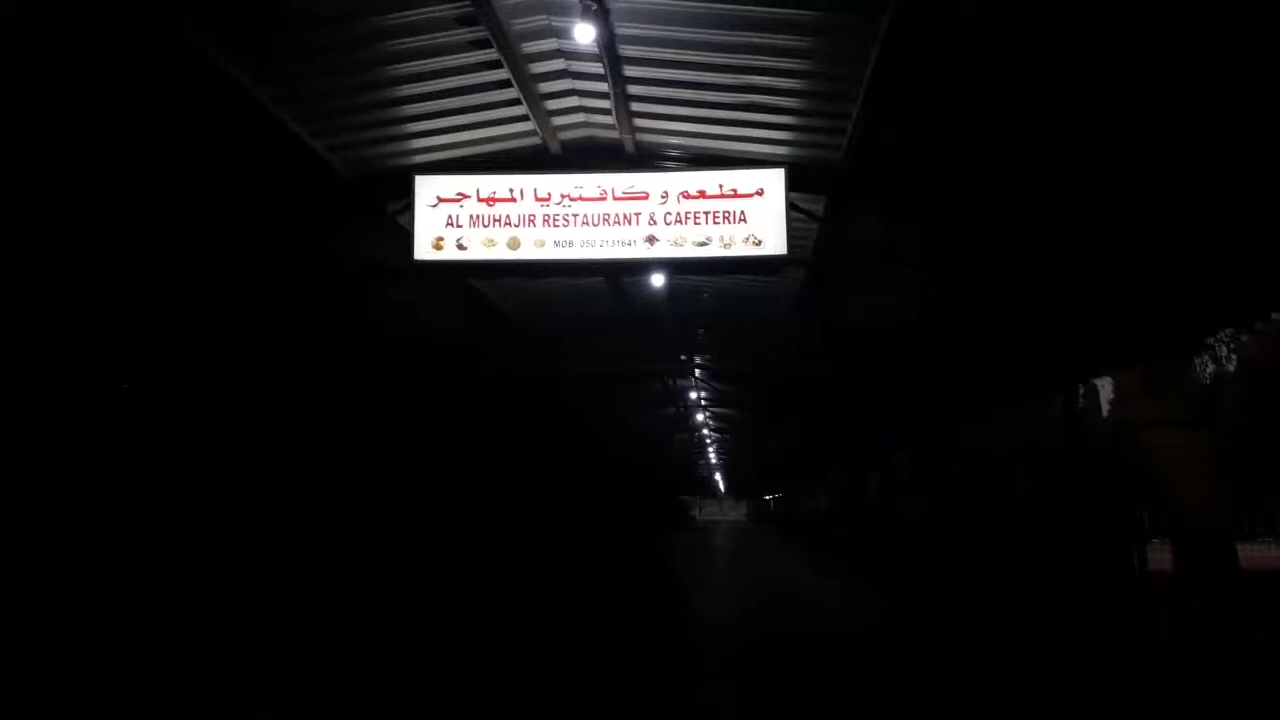 مطعم و كافتيريا المهاجر
AL MUHAJIR RESTAURANT & CAFETERIA
MOB: 050 2131641